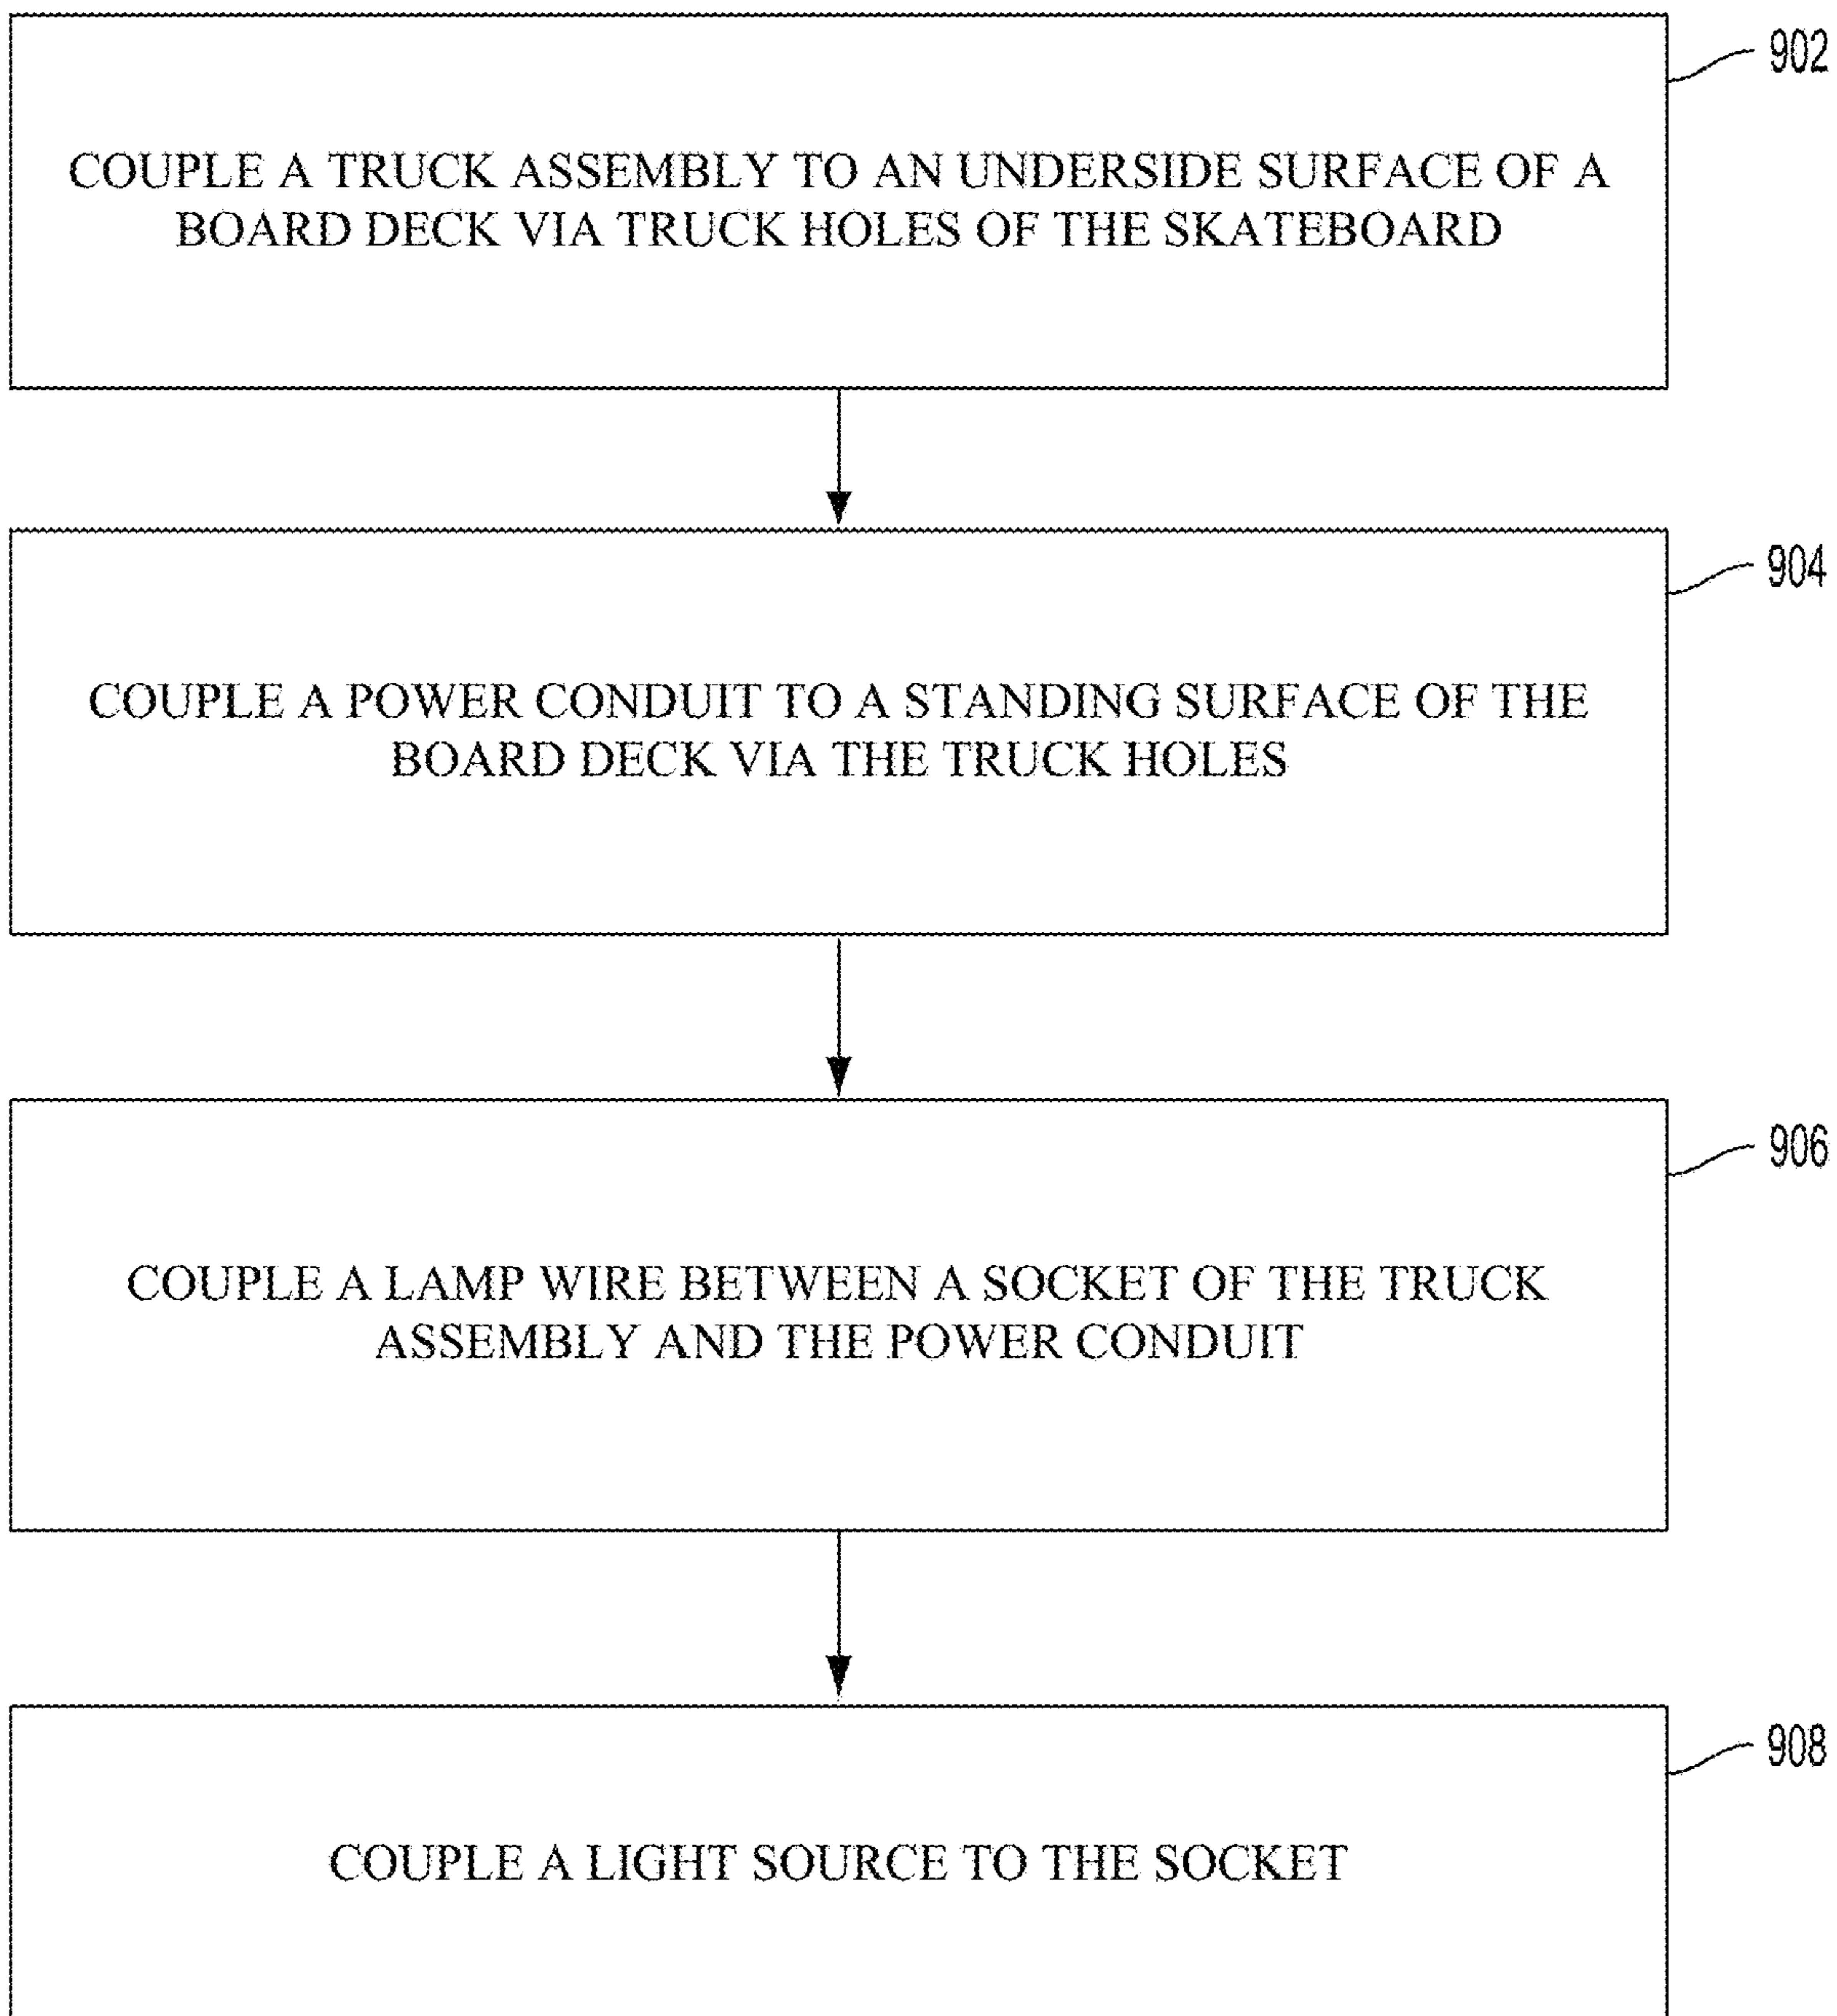 902
COUPLE A TRUCK ASSEMBLY TO AN UNDERSIDE SURFACE OF A
BOARD DECK VIA TRUCK HOLES OF THE SKATEBOARD
904
COUPLE A POWER CONDUIT TO A STANDING SURFACE OF THE
BOARD DECK VIA THE TRUCK HOLES
906
COUPLE A LAMP WIRE BETWEEN A SOCKET OF THE TRUCK
ASSEMBLY AND THE POWER CONDUIT
908
COUPLE A LIGHT SOURCE TO THE SOCKET